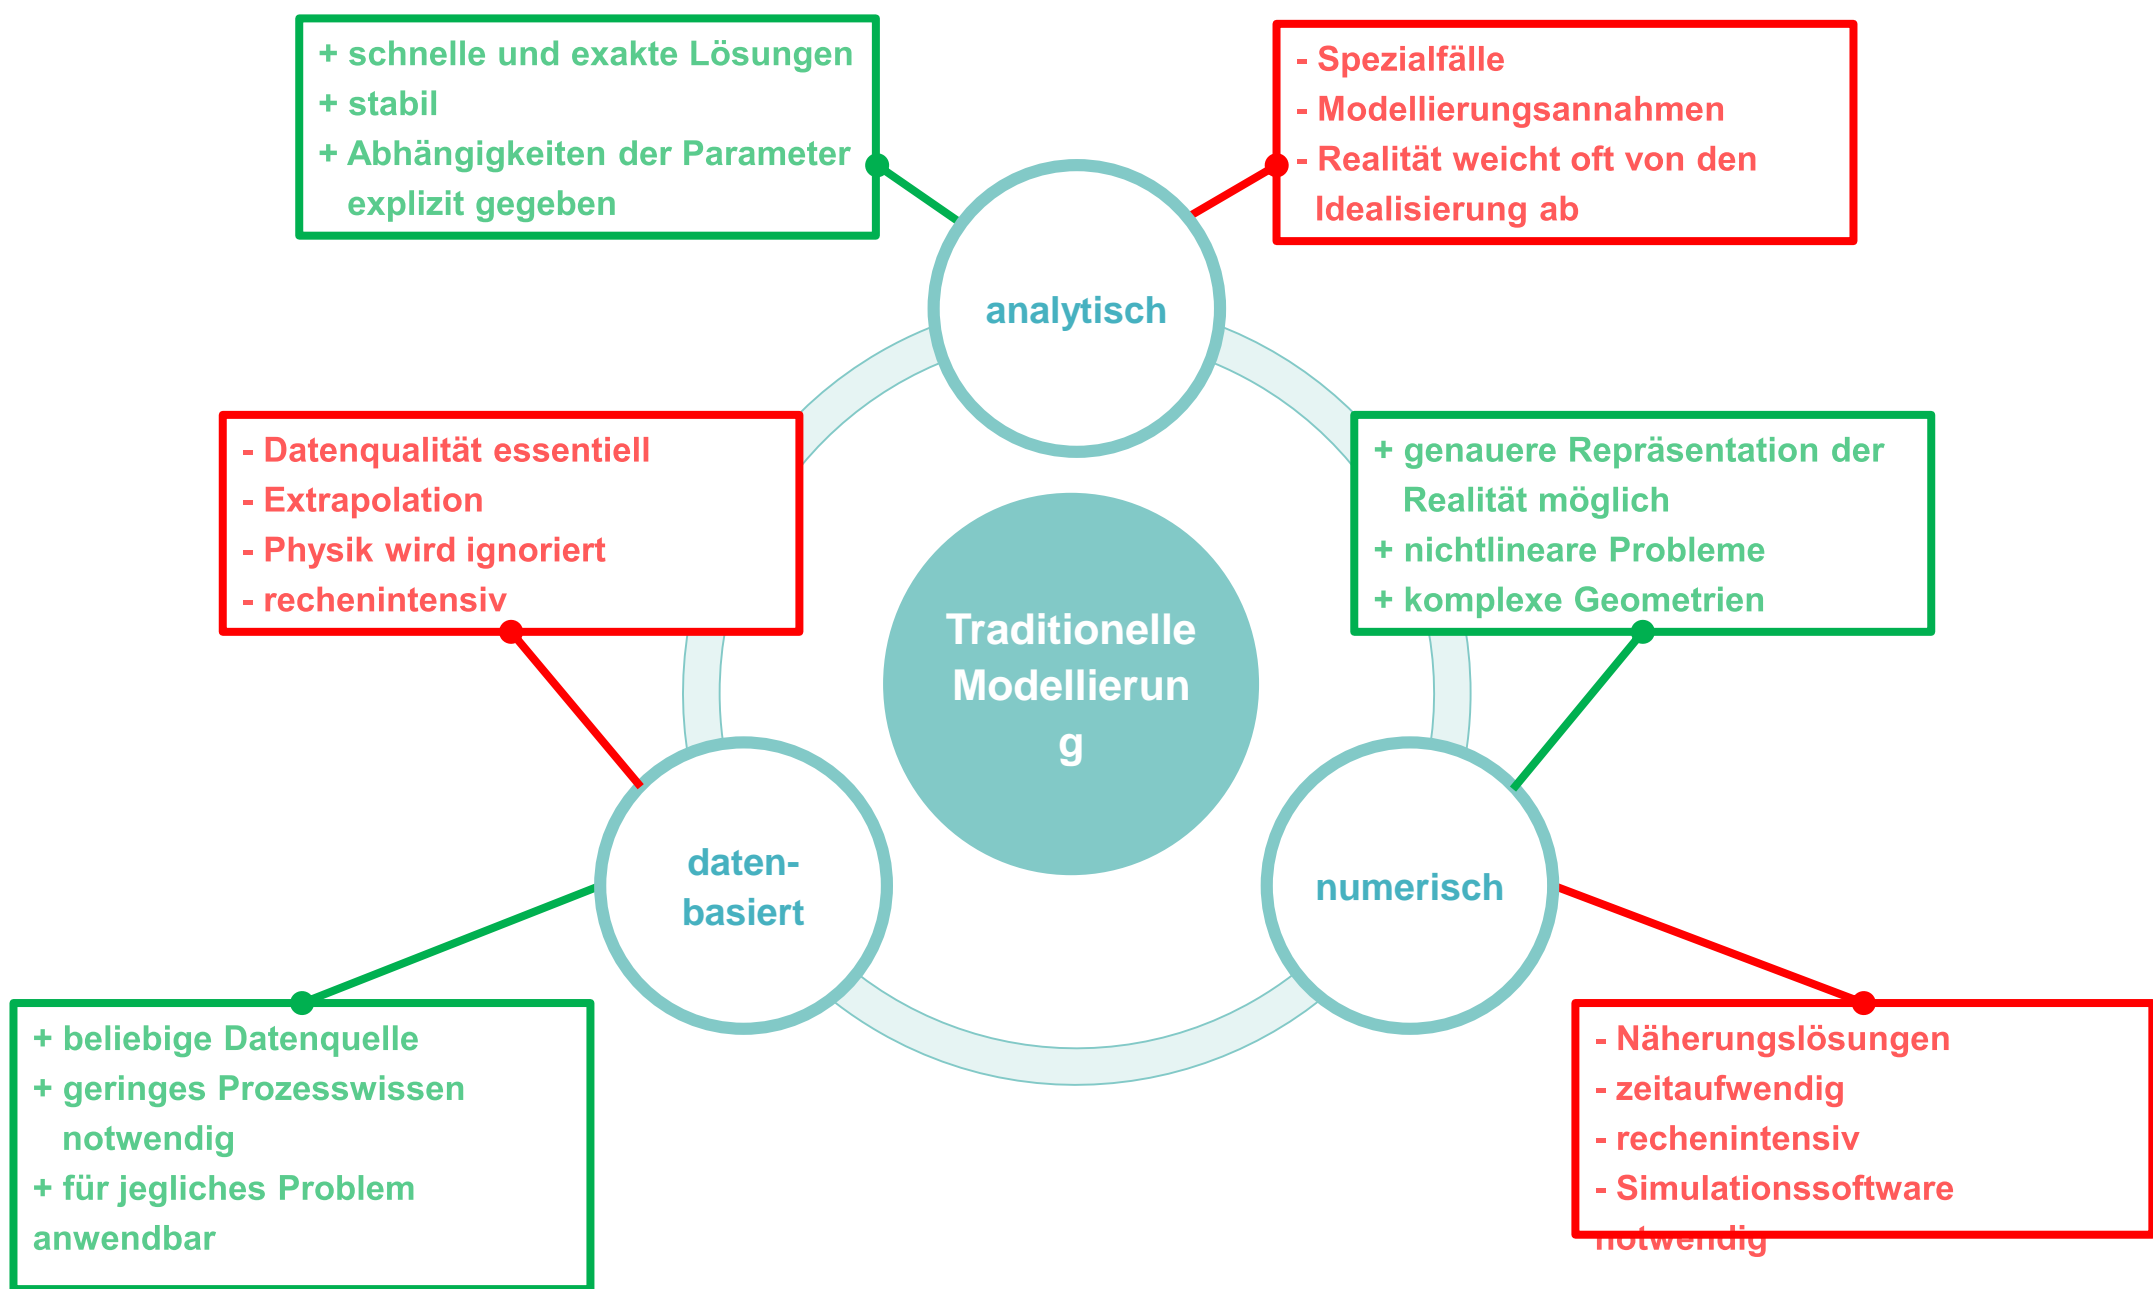 + schnelle und exakte Lösungen
+ stabil
+ Abhängigkeiten der Parameter
explizit gegeben
- Spezialfälle
- Modellierungsannahmen
- Realität weicht oft von den
Idealisierung ab
analytisch
- Datenqualität essentiell
- Extrapolation
- Physik wird ignoriert
- rechenintensiv
+ genauere Repräsentation der
Realität möglich
+ nichtlineare Probleme
+ komplexe Geometrien
Traditionelle
Modellierun
g
daten-
basiert
numerisch
+ beliebige Datenquelle
+ geringes Prozesswissen
notwendig
+ für jegliches Problem
anwendbar
- Näherungslösungen
- zeitaufwendig
- rechenintensiv
- Simulationssoftware
notwendig